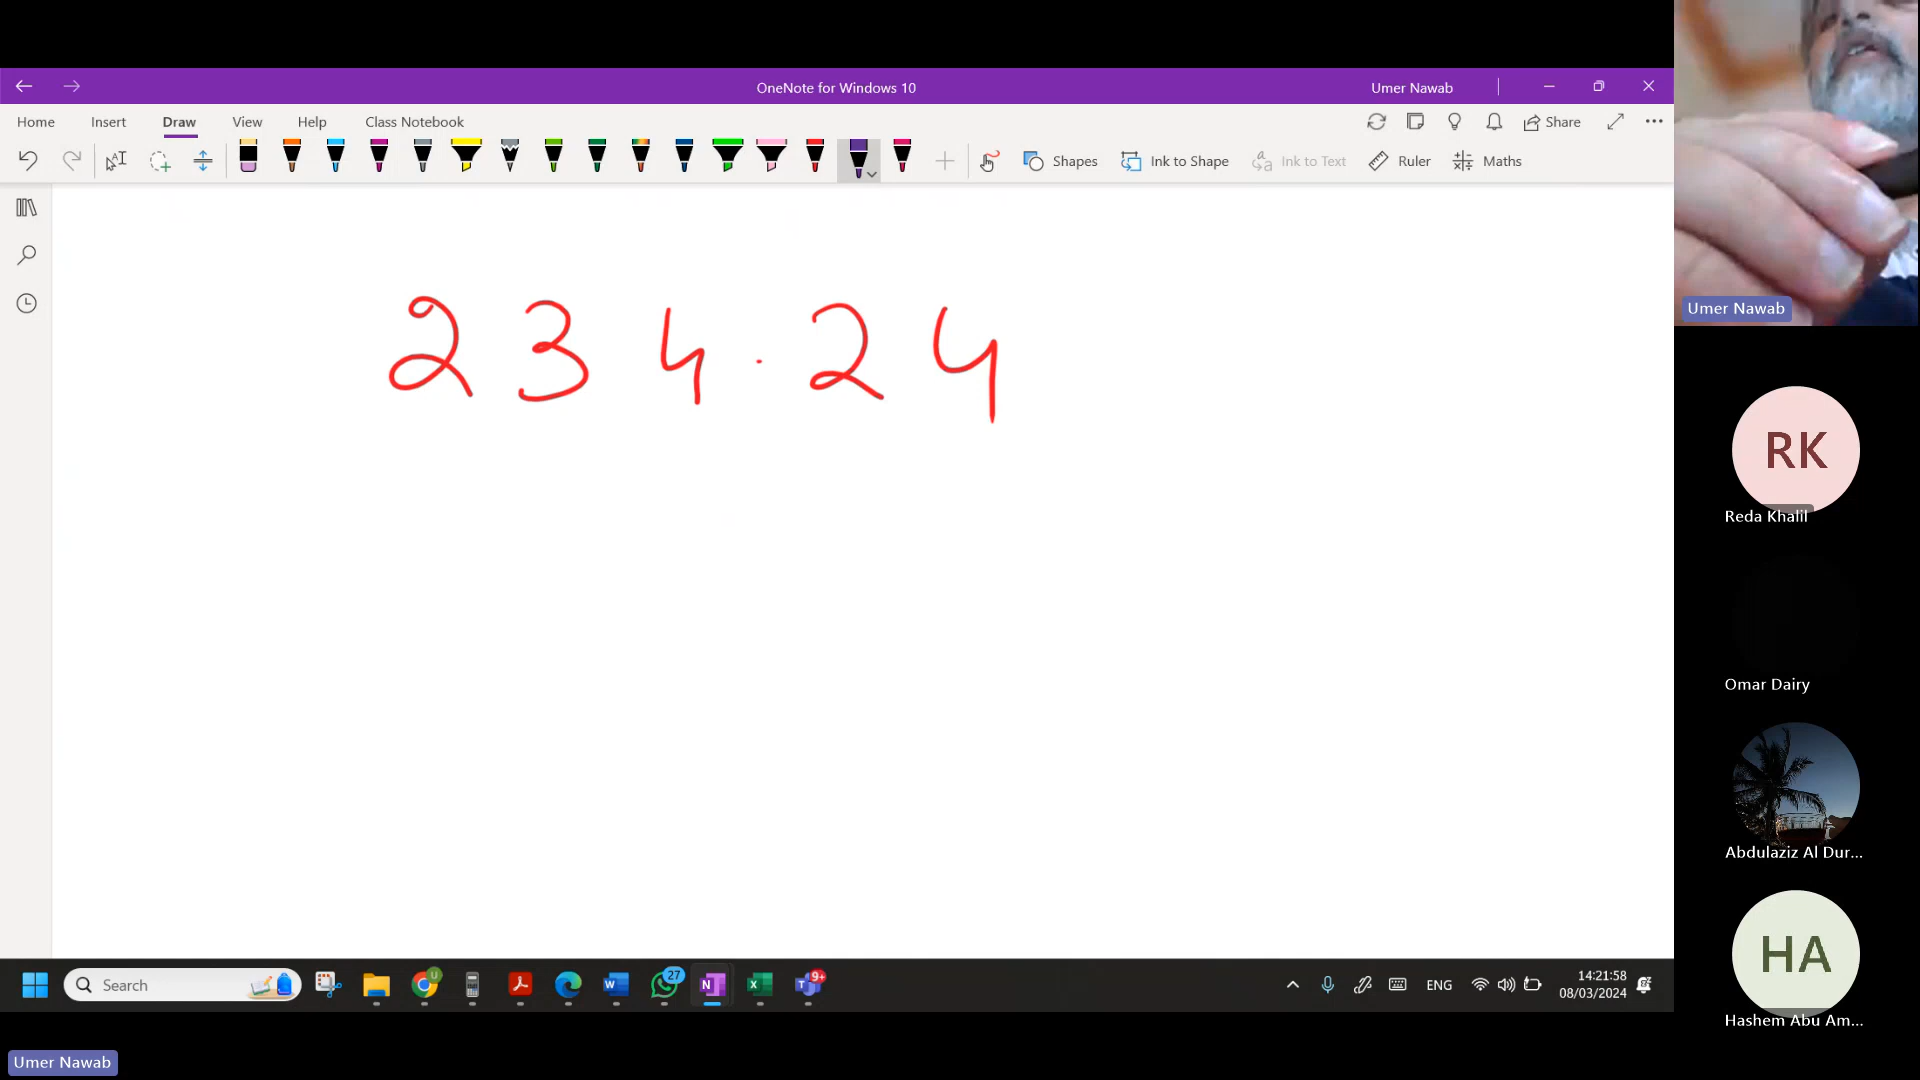 OneNote for Windows 10
Umer Nawab
Home Insert Draw View Help Class Notebook
Share
Shapes Ink to Shape Ink to Text Ruler Maths
234.24
Umer Nawab
RK
Reda Khalil
Omar Dairy
Abdulaziz Al Dur...
HA
Hashem Abu Am...
Search
27
9+
ENG
14:21:58
08/03/2024
Umer Nawab